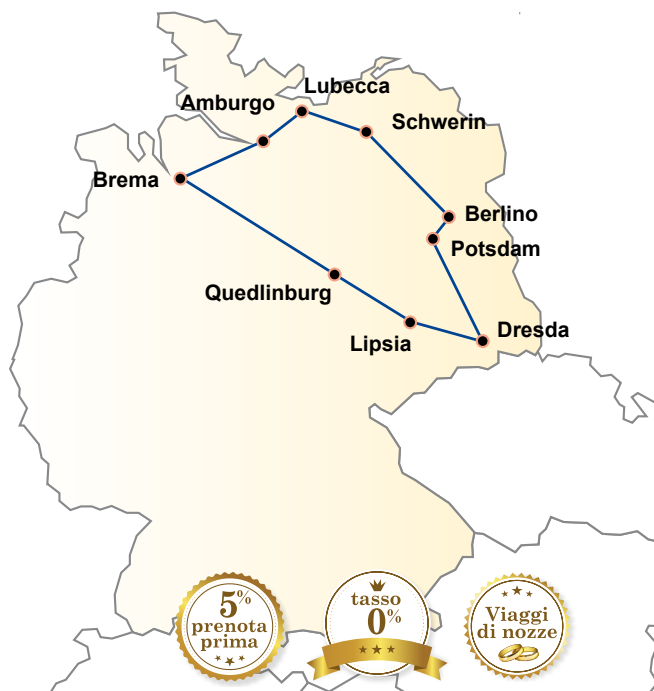 Lubecca
Amburgo
Schwerin
Brema
Berlino
Potsdam
Quedlinburg
Dresda
Lipsia
5%
prenota
prima
tasso
0%
Viaggi
di nozze